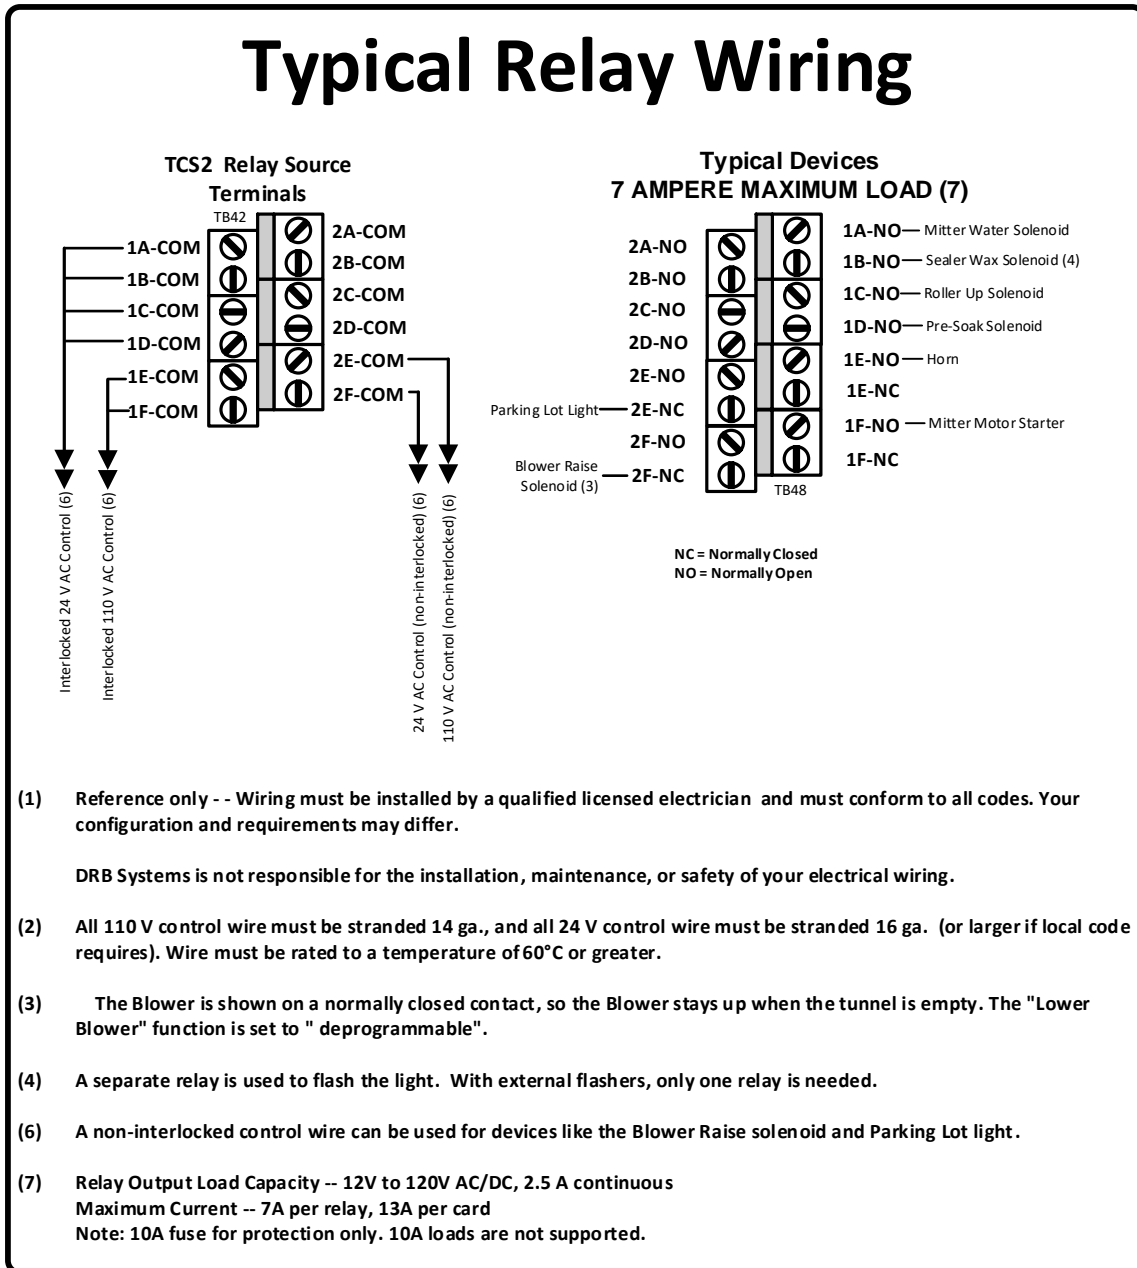 Typical Relay Wiring
TCS2 Relay Source
Terminals
TB42
1A-COM
1B-COM
1C-COM
1D-COM
1E-COM
1F-COM
2A-COM
2B-COM
2C-COM
2D-COM
2E-COM
2F-COM
Interlocked 24 V AC Control (6)
Interlocked 110 V AC Control (6)
24 V AC Control (non-interlocked) (6)
110 V AC Control (non-interlocked) (6)
Typical Devices
7 AMPERE MAXIMUM LOAD (7)
2A-NO
2B-NO
2C-NO
2D-NO
2E-NO
Parking Lot Light 2E-NC
2F-NO
Blower Raise
Solenoid (3)
2F-NC
1A-NO Mitter Water Solenoid
1B-NO Sealer Wax Solenoid (4)
1C-NO Roller Up Solenoid
1D-NO Pre-Soak Solenoid
1E-NO Horn
1E-NC
1F-NO Mitter Motor Starter
1F-NC
TB48
NC = Normally Closed
NO = Normally Open
(1) Reference only - - Wiring must be installed by a qualified licensed electrician and must conform to all codes. Your
configuration and requirements may differ.
DRB Systems is not responsible for the installation, maintenance, or safety of your electrical wiring.
(2) All 110 V control wire must be stranded 14 ga., and all 24 V control wire must be stranded 16 ga. (or larger if local code
requires). Wire must be rated to a temperature of 60°C or greater.
(3) The Blower is shown on a normally closed contact, so the Blower stays up when the tunnel is empty. The "Lower
Blower" function is set to " deprogrammable".
(4) A separate relay is used to flash the light. With external flashers, only one relay is needed.
(6) A non-interlocked control wire can be used for devices like the Blower Raise solenoid and Parking Lot light.
(7) Relay Output Load Capacity -- 12V to 120V AC/DC, 2.5 A continuous
Maximum Current -- 7A per relay, 13A per card
Note: 10A fuse for protection only. 10A loads are not supported.